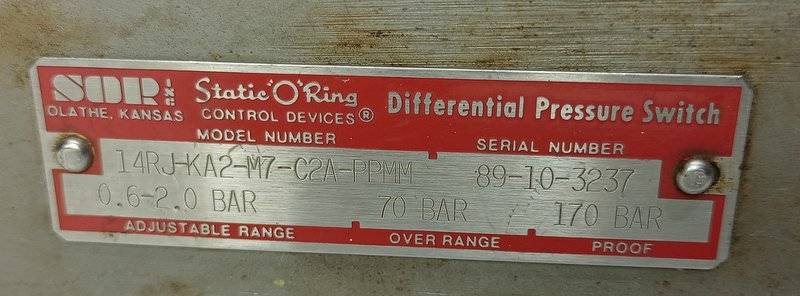 SOR INC Static "O" Ring Differential Pressure Switch
OLATHE, KANSAS CONTROL DEVICES®
MODEL NUMBER SERIAL NUMBER
14RJ-KA2-M7-C2A-PPMM 89-10-3237
0.6-2.0 BAR 70 BAR 170 BAR
ADJUSTABLE RANGE OVER RANGE PROOF